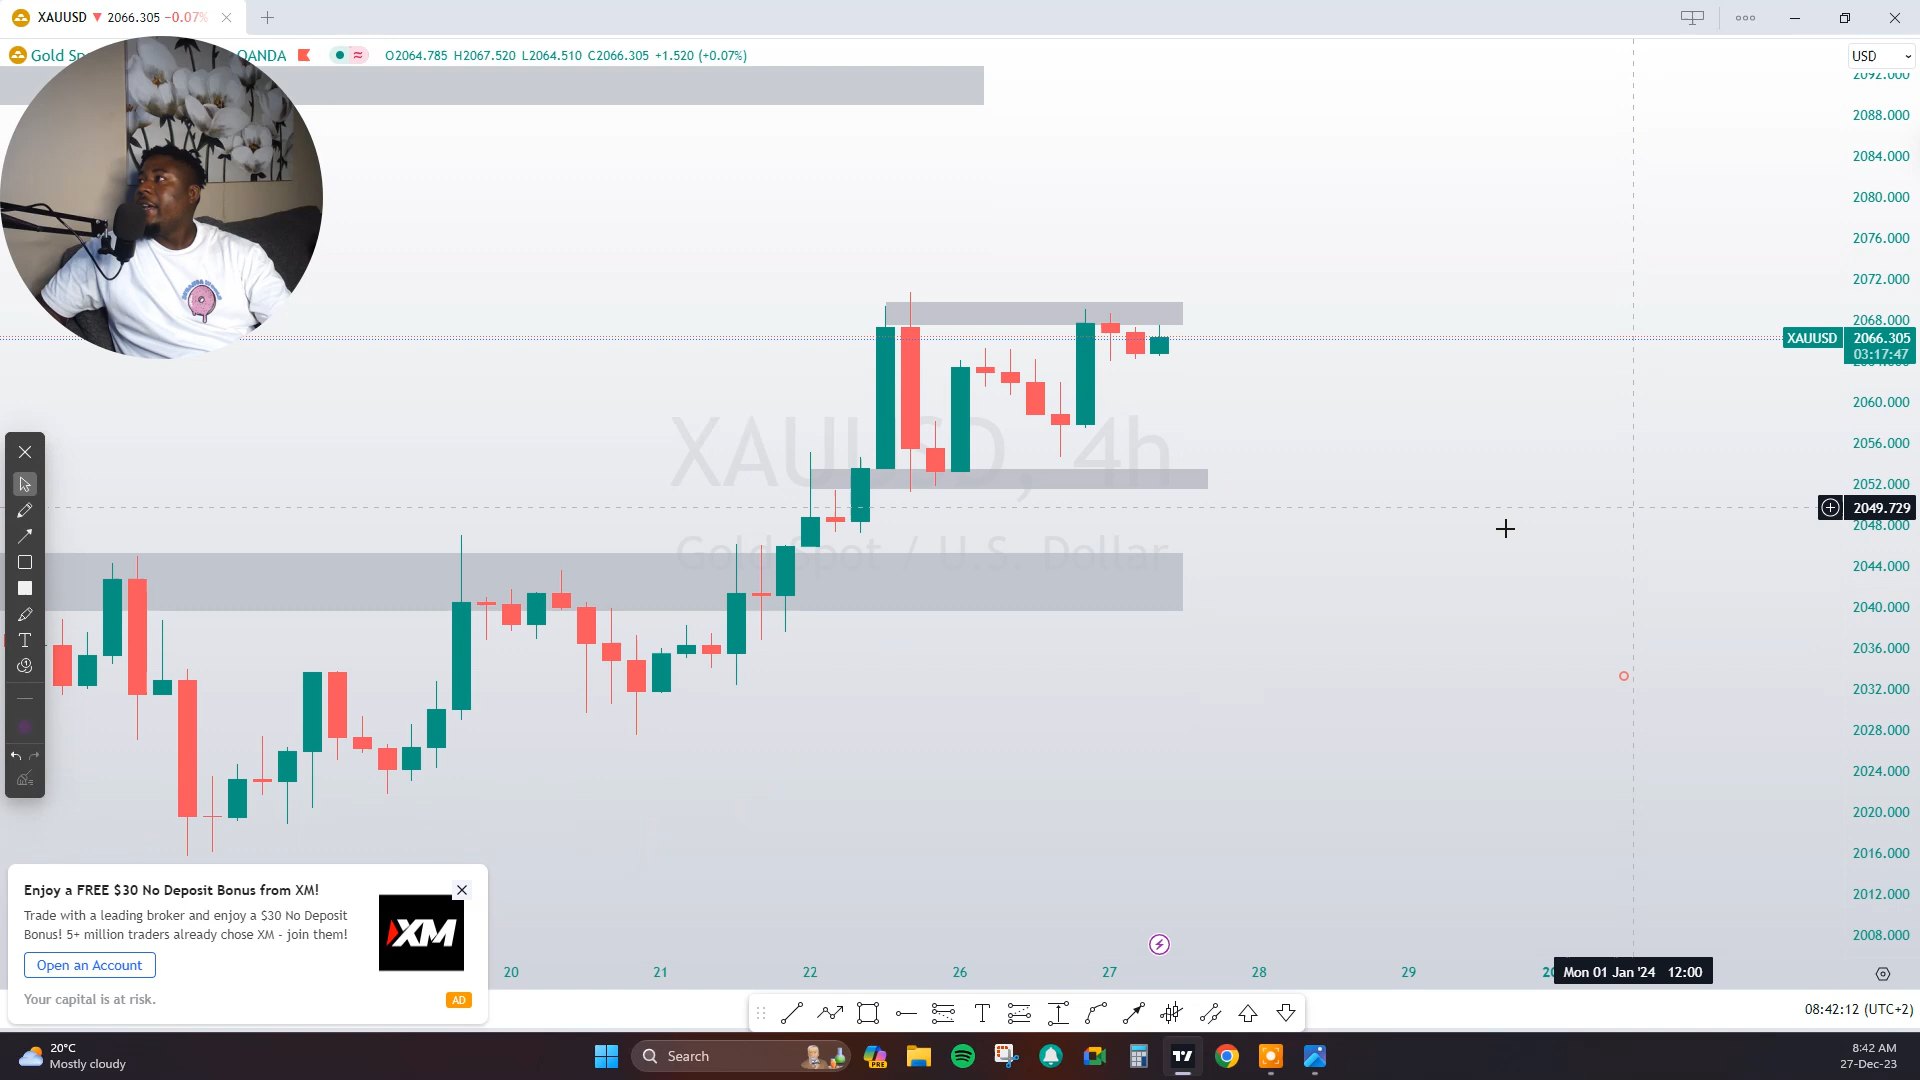 XAUUSD ▼ 2066.305 −0.07%
Gold Sp
OANDA
O2064.785 H2067.520 L2064.510 C2066.305 +1.520 (+0.07%)
USD
2092.000
2088.000
2084.000
2080.000
2076.000
2072.000
2068.000
XAUUSD
2066.305
03:17:47
2060.000
2056.000
2052.000
2049.729
2048.000
2044.000
2040.000
2036.000
2032.000
2028.000
2024.000
2020.000
2016.000
2012.000
2008.000
XAUUSD, 4h
Gold Spot / U.S. Dollar
Enjoy a FREE $30 No Deposit Bonus from XM!
Trade with a leading broker and enjoy a $30 No Deposit
Bonus! 5+ million traders already chose XM - join them!
Open an Account
Your capital is at risk.
AD
XM
20
21
22
26
27
28
29
Mon 01 Jan '24 12:00
08:42:12 (UTC+2)
20°C
Mostly cloudy
Search
PRE
8:42 AM
27-Dec-23